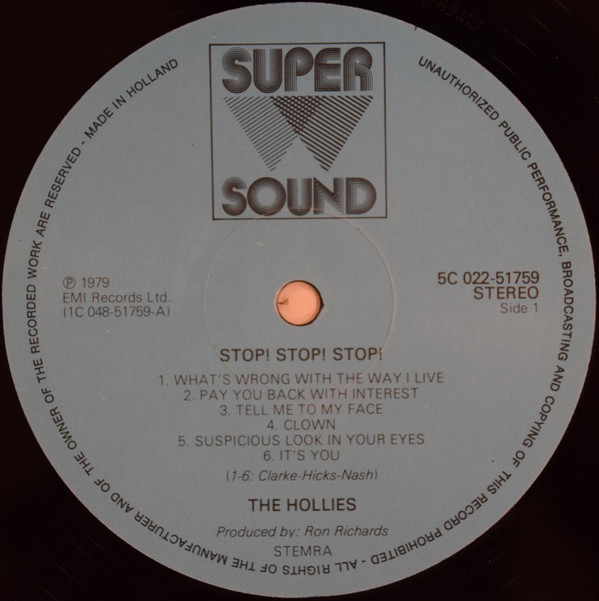 SUPER
SOUND
ALL RIGHTS OF THE MANUFACTURER AND OF THE OWNER OF THE RECORDED WORK ARE RESERVED - MADE IN HOLLAND
UNAUTHORIZED PUBLIC PERFORMANCE, BROADCASTING AND COPYING OF THIS RECORD PROHIBITED -
℗ 1979
EMI Records Ltd.
(1C 048-51759-A)
5C 022-51759
STEREO
Side 1
STOP! STOP! STOP!
1. WHAT'S WRONG WITH THE WAY I LIVE
2. PAY YOU BACK WITH INTEREST
3. TELL ME TO MY FACE
4. CLOWN
5. SUSPICIOUS LOOK IN YOUR EYES
6. IT'S YOU
(1-6: Clarke-Hicks-Nash)
THE HOLLIES
Produced by: Ron Richards
STEMRA